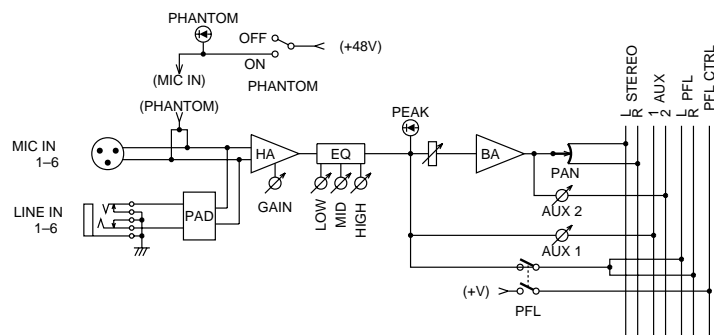 PHANTOM
OFF
(+48V)
ON
(MIC IN)
PHANTOM
(PHANTOM)
MIC IN
1–6
HA
GAIN
EQ
LOW
MID
HIGH
PEAK
BA
PAN
LINE IN
1–6
PAD
AUX 2
AUX 1
(+V)
PFL
L
R STEREO
1
2 AUX
L
R PFL
PFL CTRL